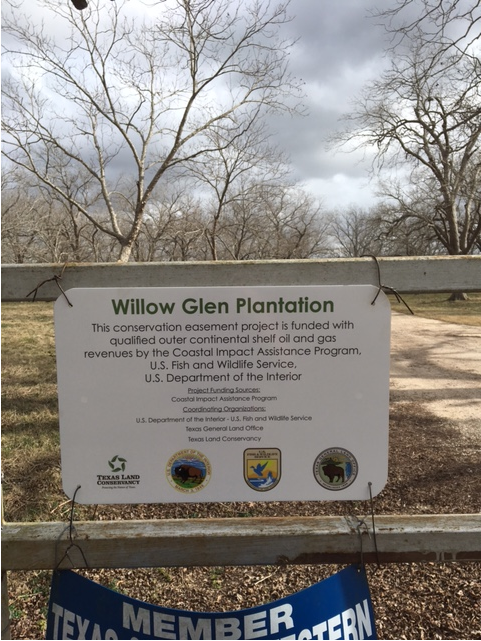 Willow Glen Plantation
This conservation easement project is funded with
qualified outer continental shelf oil and gas
revenues by the Coastal Impact Assistance Program,
U.S. Fish and Wildlife Service,
U.S. Department of the Interior
Project Funding Sources:
Coastal Impact Assistance Program
Coordinating Organizations:
U.S. Department of the Interior - U.S. Fish and Wildlife Service
Texas General Land Office
Texas Land Conservancy
TEXAS LAND
CONSERVANCY
MEMBER
TEXAS